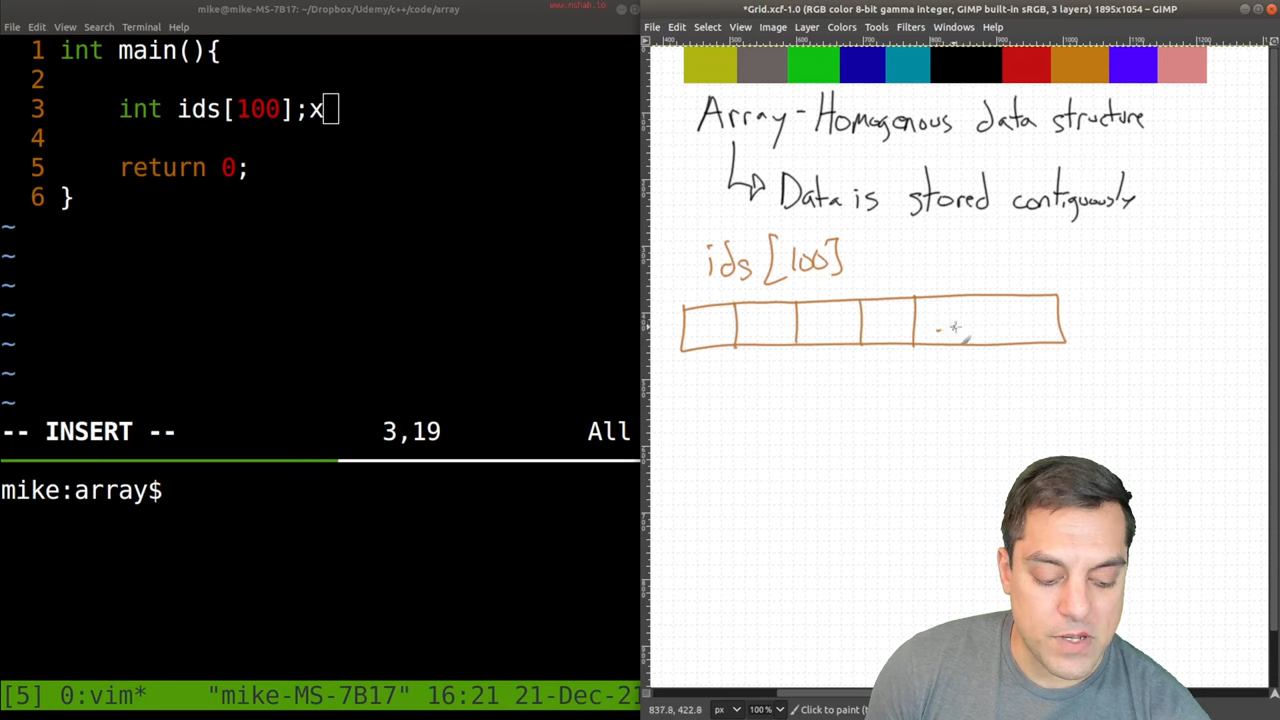 mike@mike-MS-7B17: ~/Dropbox/Udemy/c++/code/array
File Edit View Search Terminal Help
1 int main(){
2
3 int ids[100];x
4
5 return 0;
6 }
~
~
~
~
~
~
~
-- INSERT -- 3,19 All
mike:array$
[5] 0:vim* "mike-MS-7B17" 16:21 21-Dec-21
*Grid.xcf-1.0 (RGB color 8-bit gamma integer, GIMP built-in sRGB, 3 layers) 1895x1054 – GIMP
File Edit Select View Image Layer Colors Tools Filters Windows Help
Array - Homogenous data structure
Data is stored contiguously
ids [100]
837.8, 422.8 px 100% Click to paint